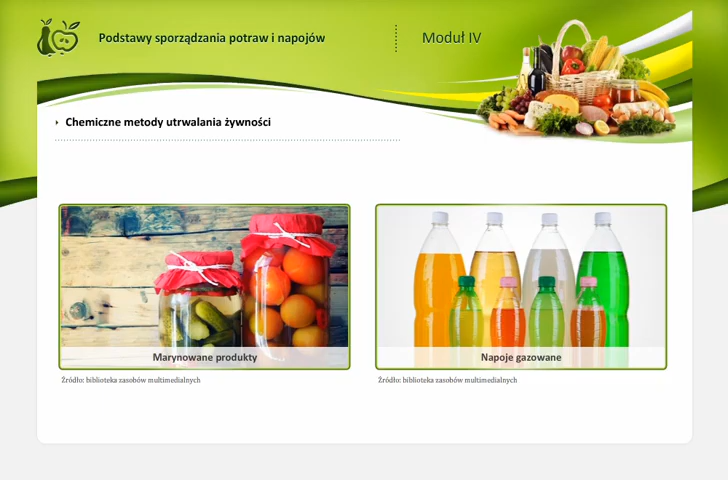 Podstawy sporządzania potraw i napojów
Moduł IV
Chemiczne metody utrwalania żywności
Marynowane produkty
Napoje gazowane
Źródło: biblioteka zasobów multimedialnych
Źródło: biblioteka zasobów multimedialnych